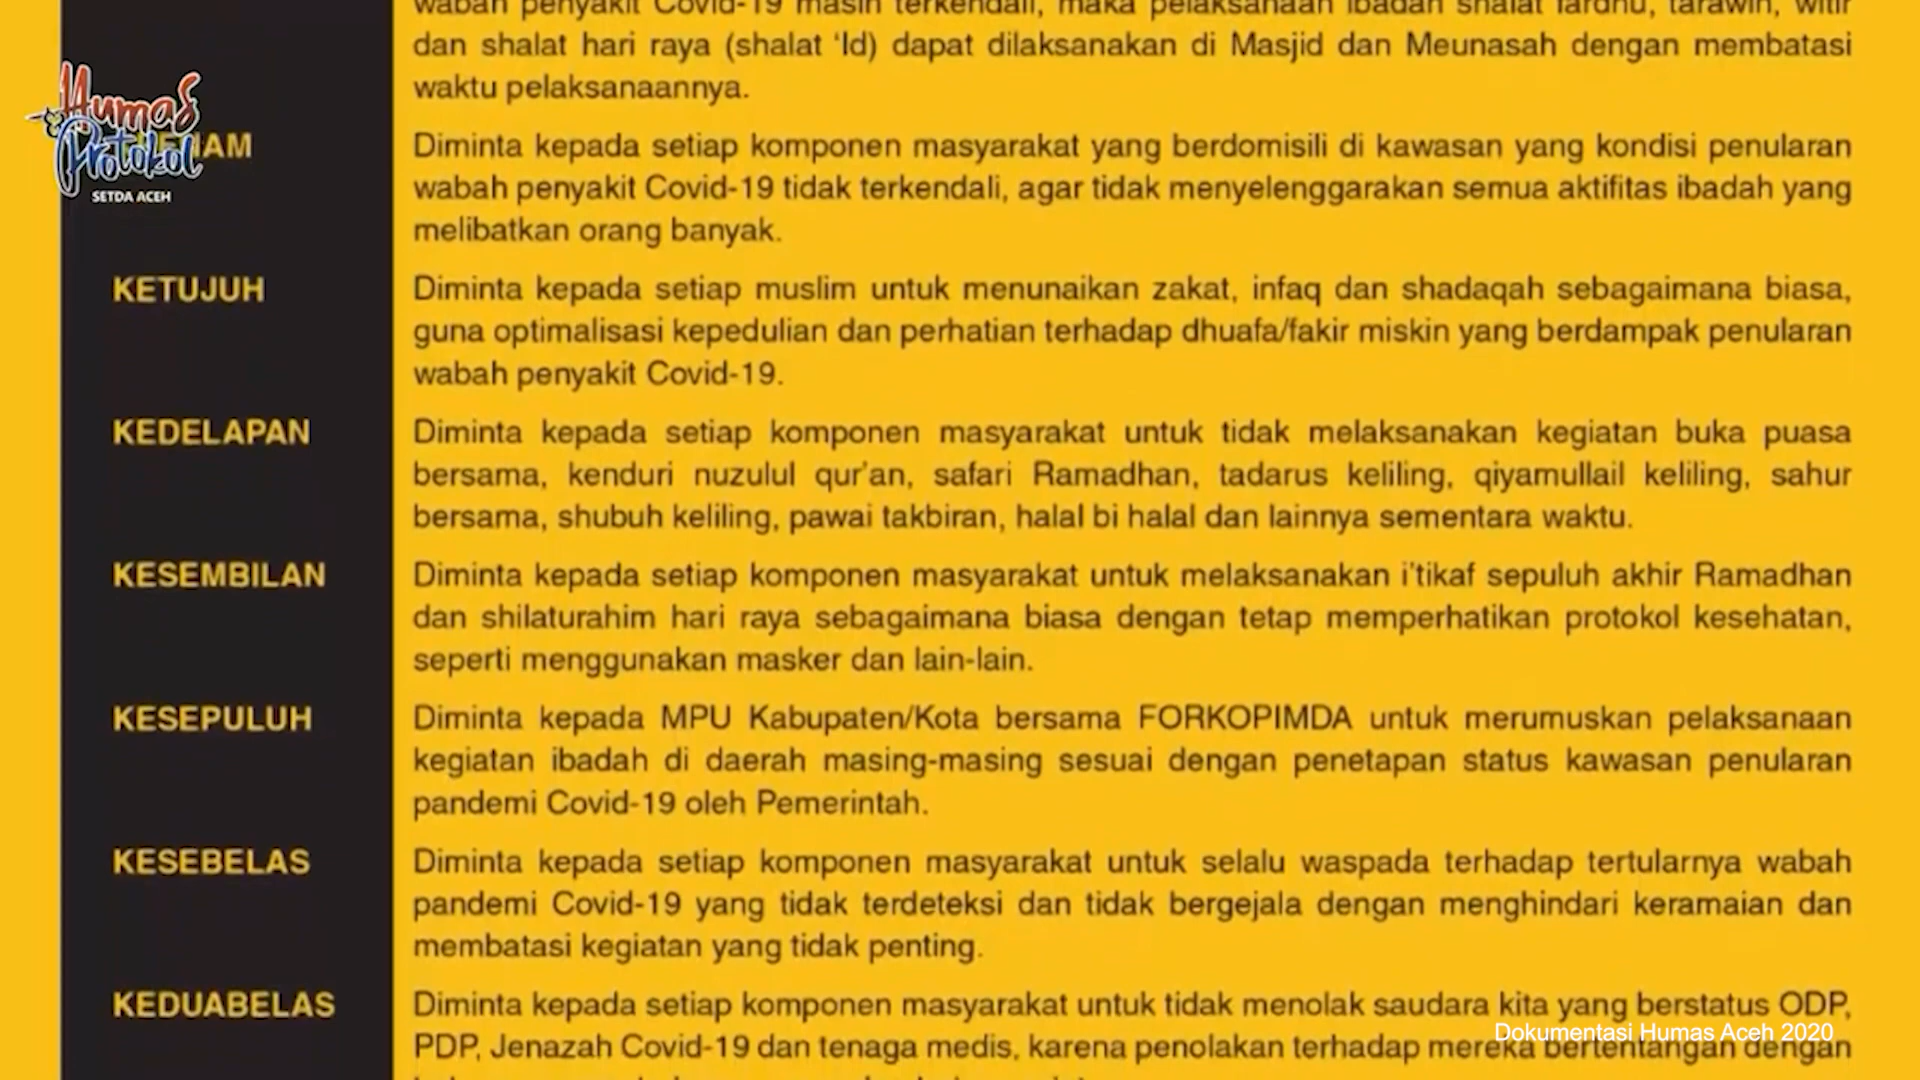 wabah penyakit Covid-19 masih terkendali, maka pelaksanaan ibadah shalat fardhu, tarawih, witir
dan shalat hari raya (shalat ‘Id) dapat dilaksanakan di Masjid dan Meunasah dengan membatasi
waktu pelaksanaannya.
Humas
Protokol
SETDA ACEH
Diminta kepada setiap komponen masyarakat yang berdomisili di kawasan yang kondisi penularan
wabah penyakit Covid-19 tidak terkendali, agar tidak menyelenggarakan semua aktifitas ibadah yang
melibatkan orang banyak.
KETUJUH
Diminta kepada setiap muslim untuk menunaikan zakat, infaq dan shadaqah sebagaimana biasa,
guna optimalisasi kepedulian dan perhatian terhadap dhuafa/fakir miskin yang berdampak penularan
wabah penyakit Covid-19.
KEDELAPAN
Diminta kepada setiap komponen masyarakat untuk tidak melaksanakan kegiatan buka puasa
bersama, kenduri nuzulul qur’an, safari Ramadhan, tadarus keliling, qiyamullail keliling, sahur
bersama, shubuh keliling, pawai takbiran, halal bi halal dan lainnya sementara waktu.
KESEMBILAN
Diminta kepada setiap komponen masyarakat untuk melaksanakan i’tikaf sepuluh akhir Ramadhan
dan shilaturahim hari raya sebagaimana biasa dengan tetap memperhatikan protokol kesehatan,
seperti menggunakan masker dan lain-lain.
KESEPULUH
Diminta kepada MPU Kabupaten/Kota bersama FORKOPIMDA untuk merumuskan pelaksanaan
kegiatan ibadah di daerah masing-masing sesuai dengan penetapan status kawasan penularan
pandemi Covid-19 oleh Pemerintah.
KESEBELAS
Diminta kepada setiap komponen masyarakat untuk selalu waspada terhadap tertularnya wabah
pandemi Covid-19 yang tidak terdeteksi dan tidak bergejala dengan menghindari keramaian dan
membatasi kegiatan yang tidak penting.
KEDUABELAS
Diminta kepada setiap komponen masyarakat untuk tidak menolak saudara kita yang berstatus ODP,
PDP, Jenazah Covid-19 dan tenaga medis, karena penolakan terhadap mereka bertentangan dengan
Dokumentasi Humas Aceh 2020